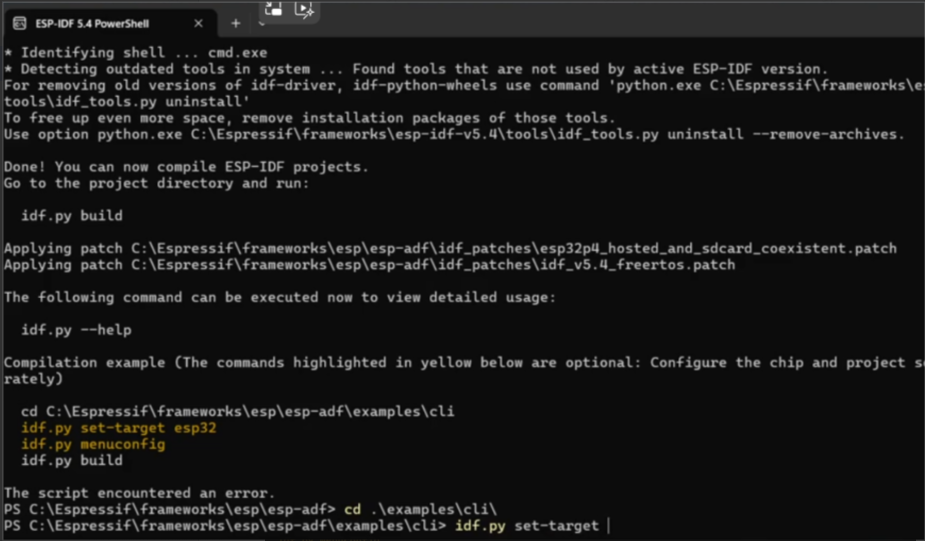 ESP-IDF 5.4 PowerShell
* Identifying shell ... cmd.exe
* Detecting outdated tools in system ... Found tools that are not used by active ESP-IDF version.
For removing old versions of idf-driver, idf-python-wheels use command 'python.exe C:\Espressif\frameworks\es
tools\idf_tools.py uninstall'
To free up even more space, remove installation packages of those tools.
Use option python.exe C:\Espressif\frameworks\esp-idf-v5.4\tools\idf_tools.py uninstall --remove-archives.
Done! You can now compile ESP-IDF projects.
Go to the project directory and run:
idf.py build
Applying patch C:\Espressif\frameworks\esp\esp-adf\idf_patches\esp32p4_hosted_and_sdcard_coexistent.patch
Applying patch C:\Espressif\frameworks\esp\esp-adf\idf_patches\idf_v5.4_freertos.patch
The following command can be executed now to view detailed usage:
idf.py --help
Compilation example (The commands highlighted in yellow below are optional: Configure the chip and project se
rately)
cd C:\Espressif\frameworks\esp\esp-adf\examples\cli
idf.py set-target esp32
idf.py menuconfig
idf.py build
The script encountered an error.
PS C:\Espressif\frameworks\esp\esp-adf> cd .\examples\cli\
PS C:\Espressif\frameworks\esp\esp-adf\examples\cli> idf.py set-target